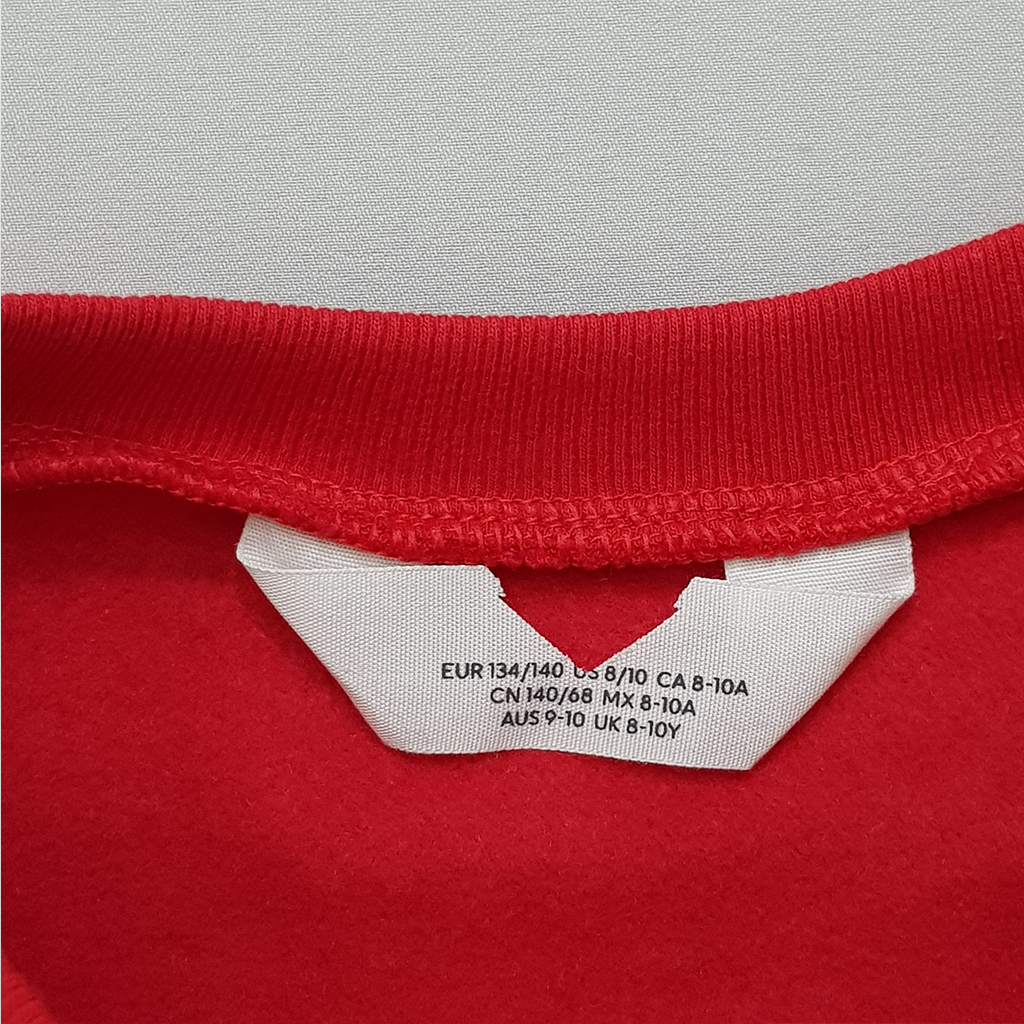 EUR 134/140 US 8/10 CA 8-10A
CN 140/68 MX 8-10A
AUS 9-10 UK 8-10Y